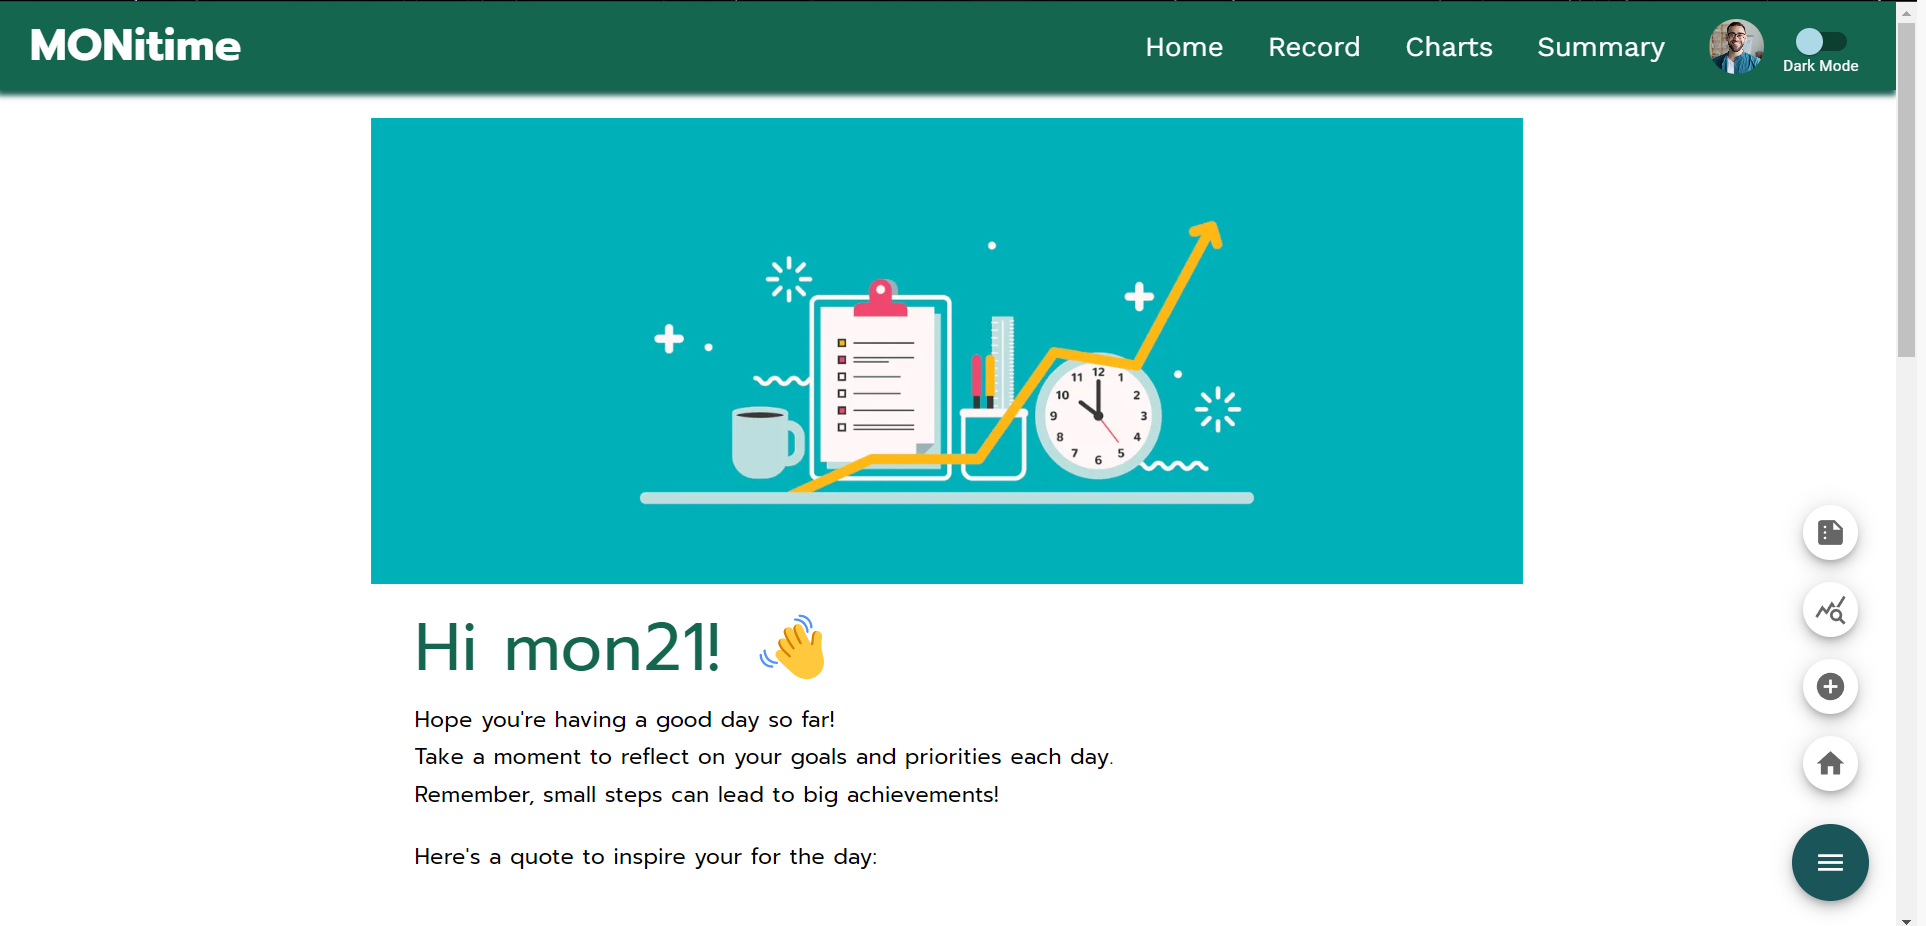 MONitime
Home Record Charts Summary
Dark Mode
12
11 1
10 2
9 3
8 4
7 5
6
Hi mon21!
Hope you're having a good day so far!
Take a moment to reflect on your goals and priorities each day.
Remember, small steps can lead to big achievements!
Here's a quote to inspire your for the day: